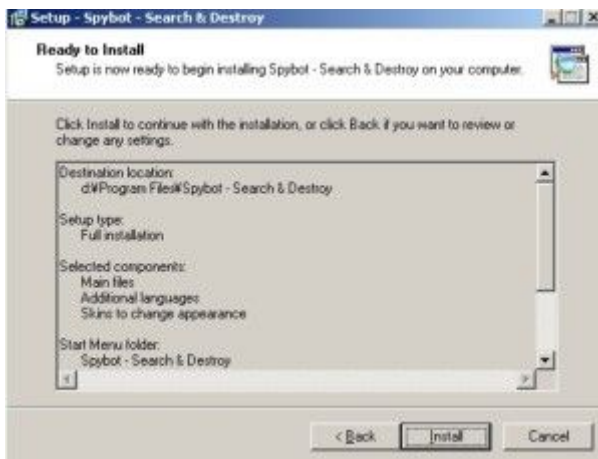 Setup - Spybot - Search & Destroy
Ready to Install
Setup is now ready to begin installing Spybot - Search & Destroy on your computer.
Click Install to continue with the installation, or click Back if you want to review or
change any settings.
Destination location:
d:¥Program Files¥Spybot - Search & Destroy
Setup type:
Full installation
Selected components:
Main files
Additional languages
Skins to change appearance
Start Menu folder:
Spybot - Search & Destroy
< Back
Install
Cancel